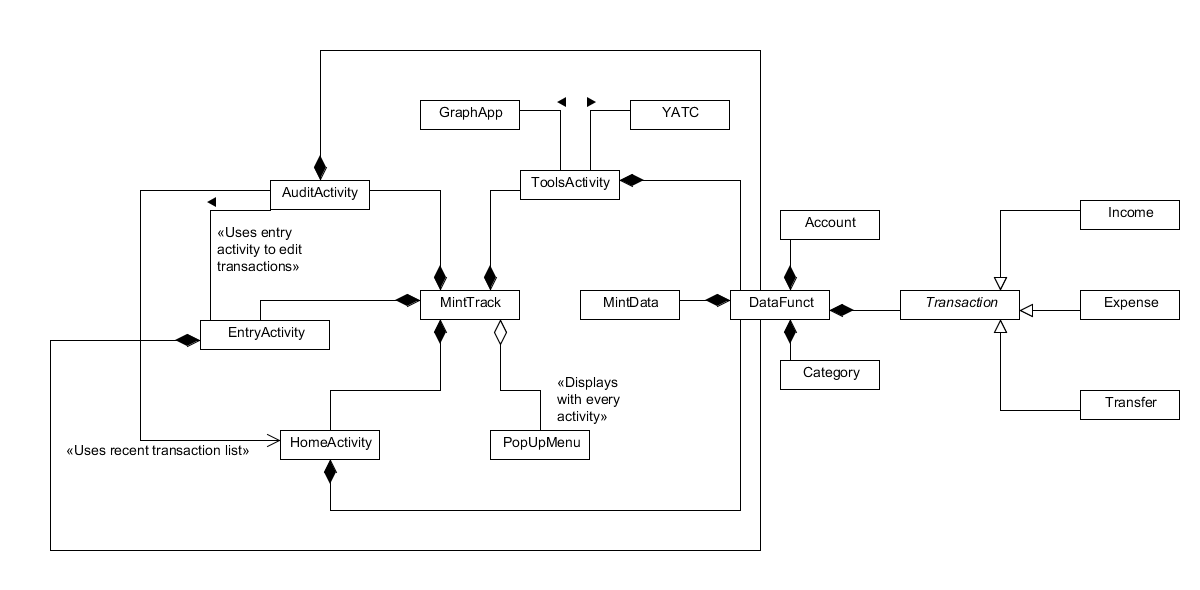 GraphApp
YATC
AuditActivity
ToolsActivity
«Uses entry
activity to edit
transactions»
Account
Income
MintTrack
MintData
DataFunct
Transaction
Expense
EntryActivity
Category
«Displays
with every
activity»
Transfer
HomeActivity
PopUpMenu
«Uses recent transaction list»